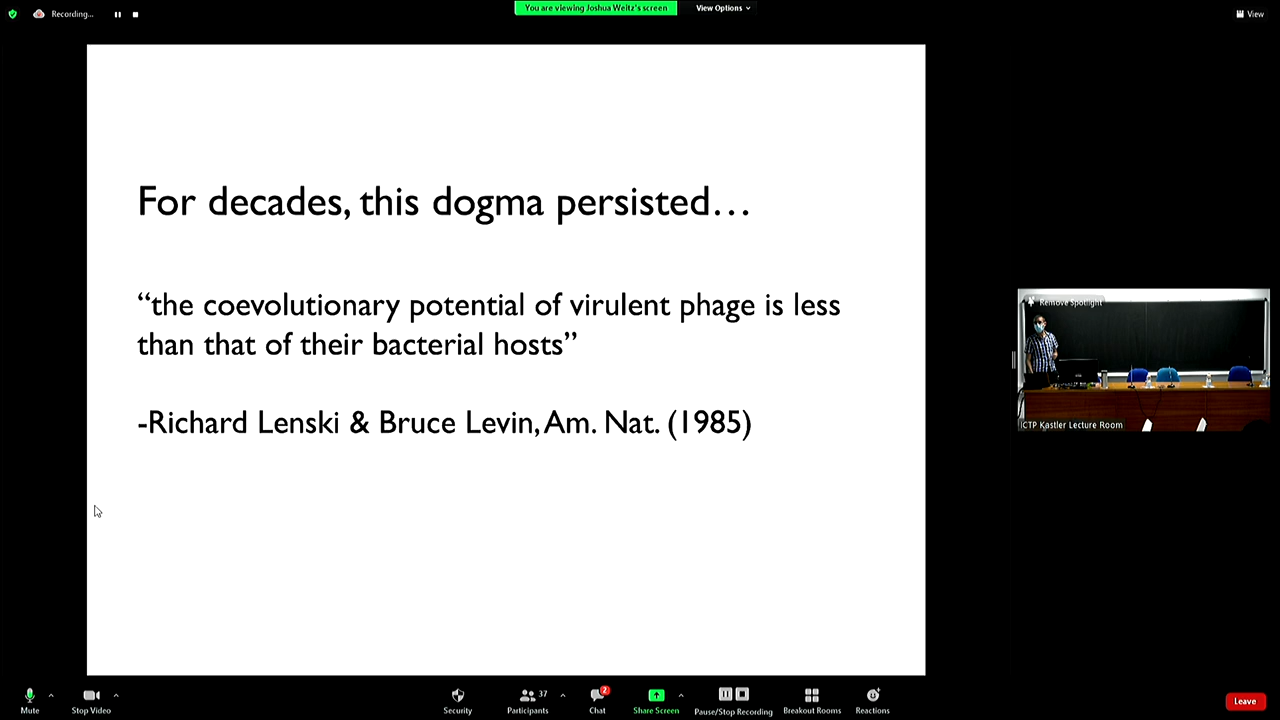 Recording...
You are viewing Joshua Weitz's screen
View Options
View
For decades, this dogma persisted…
“the coevolutionary potential of virulent phage is less
than that of their bacterial hosts”
-Richard Lenski & Bruce Levin, Am. Nat. (1985)
Remove Spotlight
ICTP Kastler Lecture Room
Mute
Stop Video
Security
37
Participants
2
Chat
Share Screen
Pause/Stop Recording
Breakout Rooms
Reactions
Leave